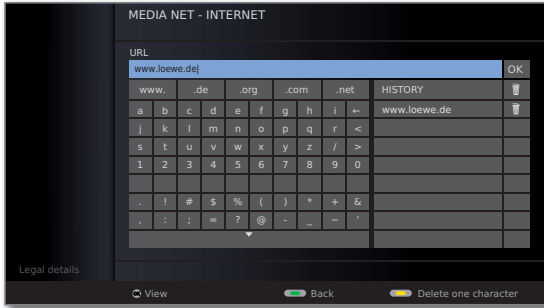 MEDIA NET - INTERNET
URL
www.loewe.de
OK
www. .de .org .com .net HISTORY
a b c d e f g h i ← www.loewe.de
j k l m n o p q r <
s t u v w x y z / >
1 2 3 4 5 6 7 8 9 0
. ! # $ % ( ) * + &
, : ; = ? @ - _ ~ '
Legal details
OK View Back Delete one character